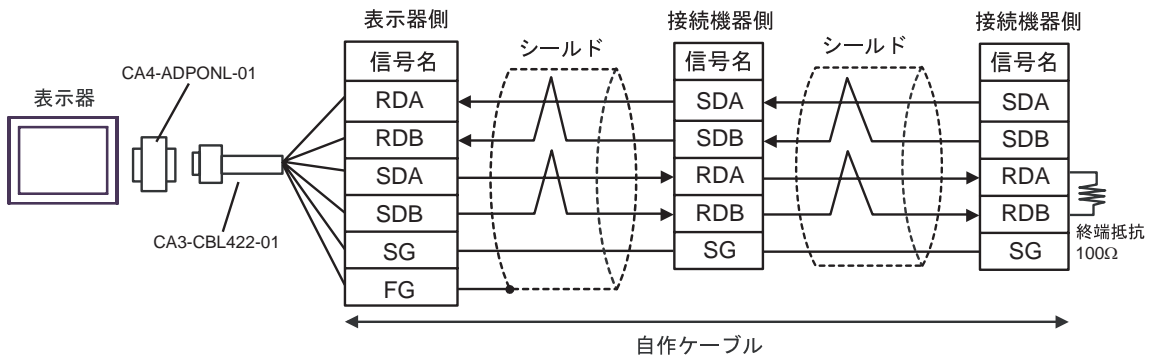 表示器
CA4-ADPONL-01
CA3-CBL422-01
表示器側
信号名
RDA
RDB
SDA
SDB
SG
FG
シールド
接続機器側
信号名
SDA
SDB
RDA
RDB
SG
シールド
接続機器側
信号名
SDA
SDB
RDA
RDB
SG
終端抵抗
100Ω
自作ケーブル